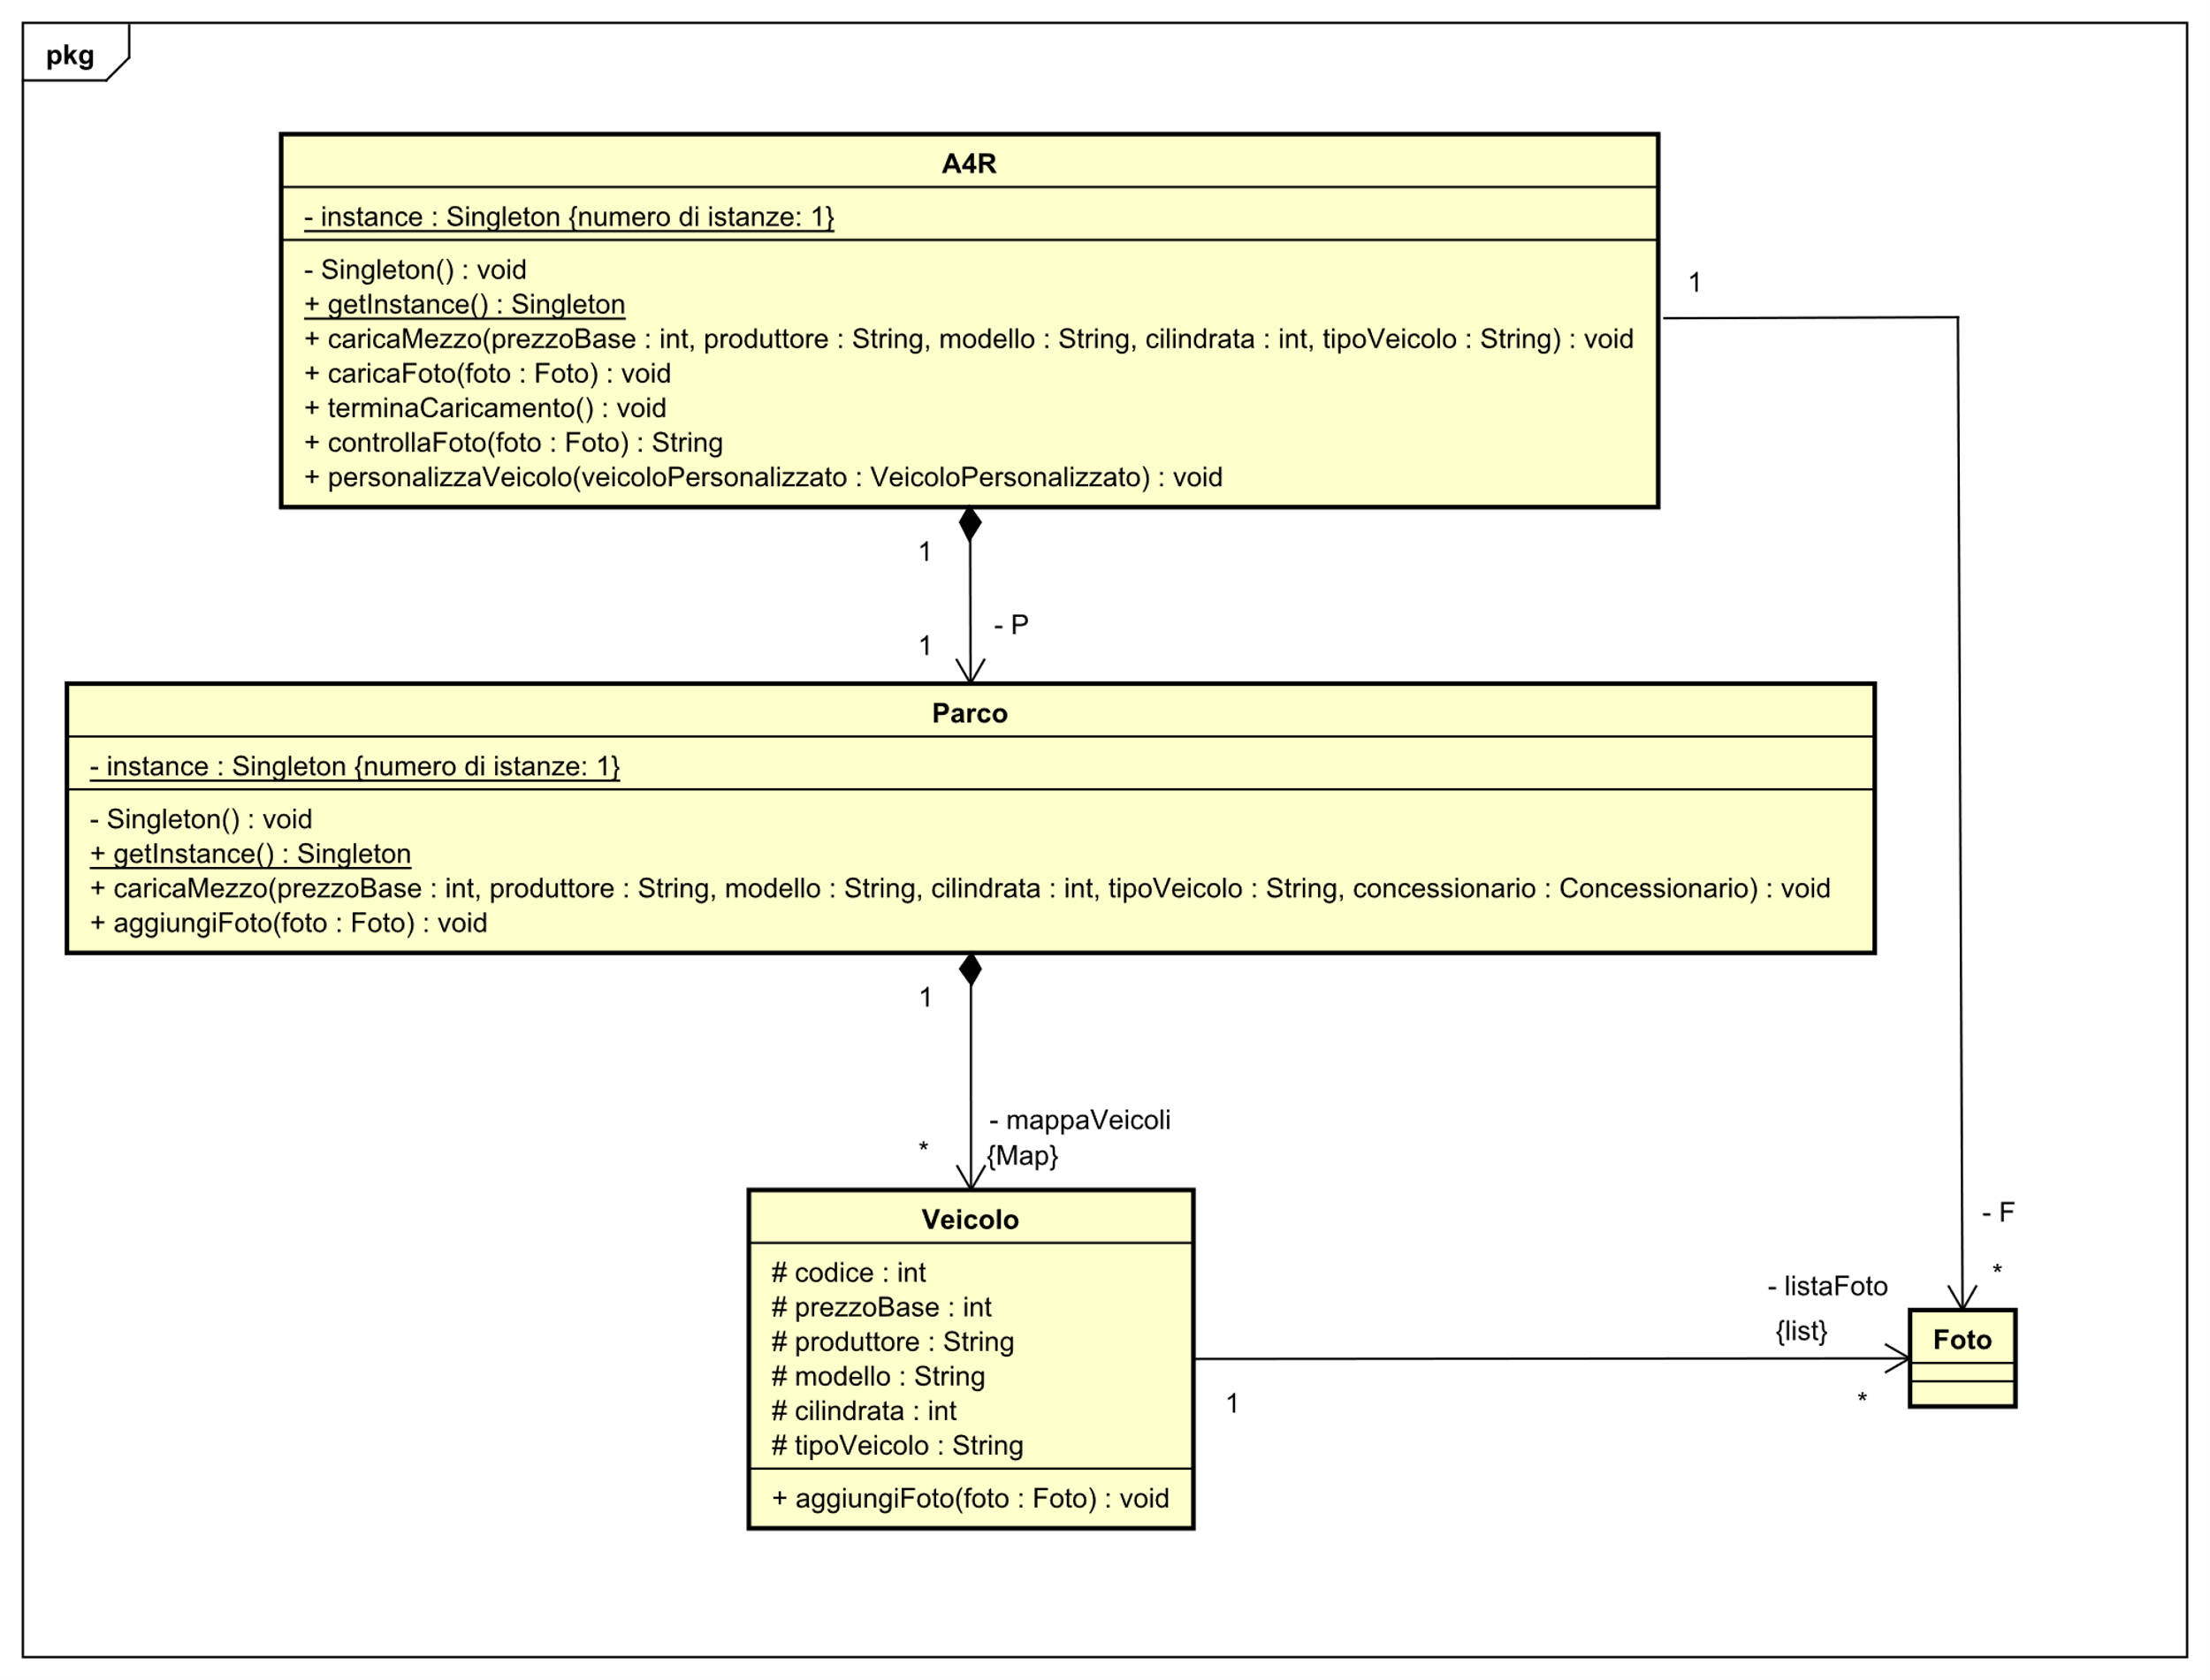 pkg
A4R
- instance : Singleton {numero di istanze: 1}
- Singleton() : void
+ getInstance() : Singleton
+ caricaMezzo(prezzoBase : int, produttore : String, modello : String, cilindrata : int, tipoVeicolo : String) : void
+ caricaFoto(foto : Foto) : void
+ terminaCaricamento() : void
+ controllaFoto(foto : Foto) : String
+ personalizzaVeicolo(veicoloPersonalizzato : VeicoloPersonalizzato) : void
1
1
- P
1
Parco
- instance : Singleton {numero di istanze: 1}
- Singleton() : void
+ getInstance() : Singleton
+ caricaMezzo(prezzoBase : int, produttore : String, modello : String, cilindrata : int, tipoVeicolo : String, concessionario : Concessionario) : void
+ aggiungiFoto(foto : Foto) : void
1
- mappaVeicoli
*
{Map}
Veicolo
# codice : int
# prezzoBase : int
# produttore : String
# modello : String
# cilindrata : int
# tipoVeicolo : String
+ aggiungiFoto(foto : Foto) : void
1
- F
*
- listaFoto
{list}
*
Foto